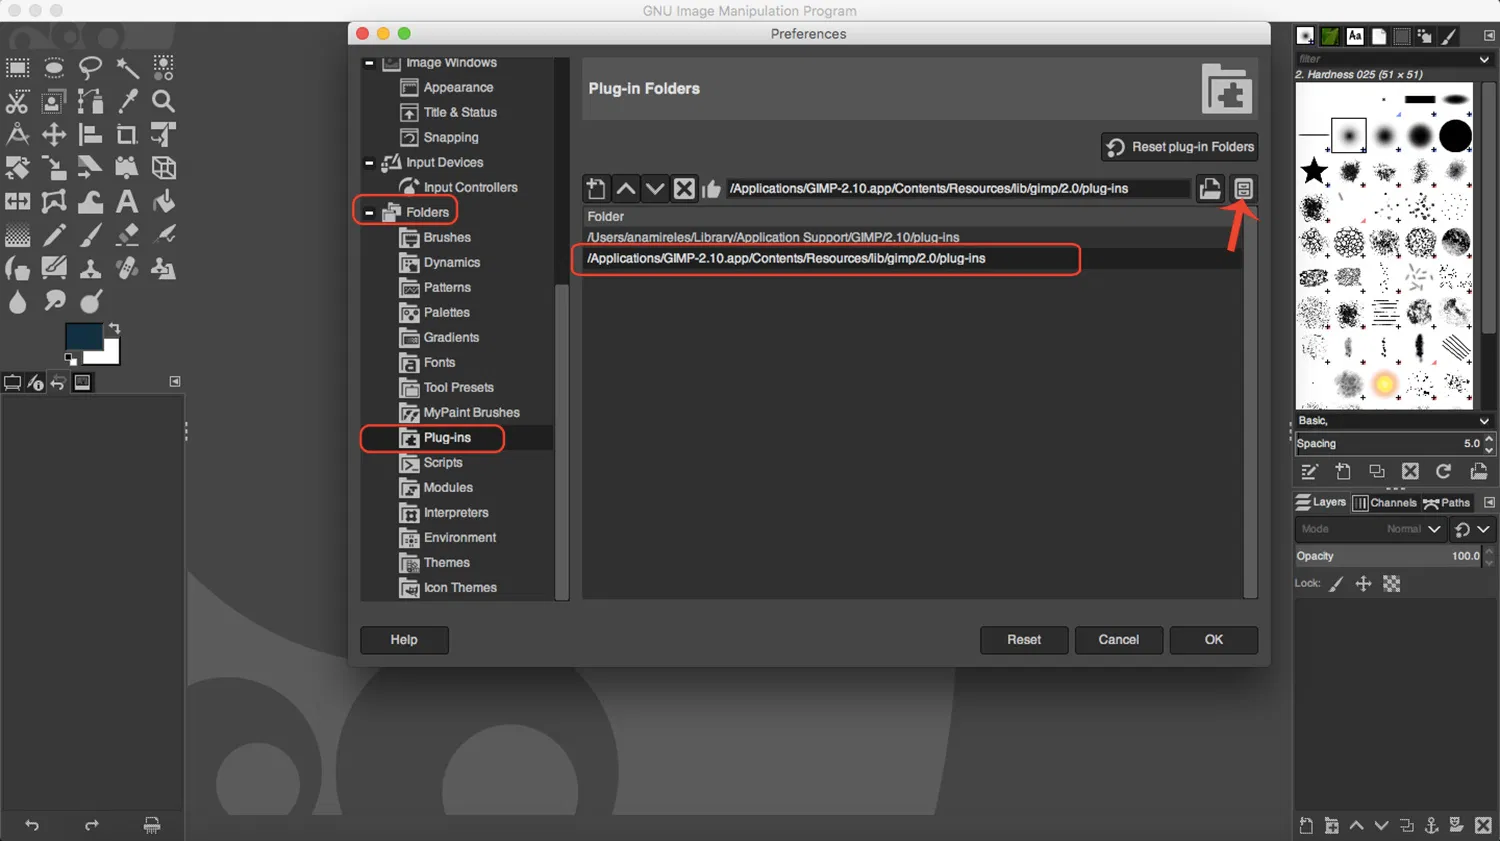 GNU Image Manipulation Program
Preferences
Image Windows
Appearance
Title & Status
Snapping
Input Devices
Input Controllers
Folders
Brushes
Dynamics
Patterns
Palettes
Gradients
Fonts
Tool Presets
MyPaint Brushes
Plug-ins
Scripts
Modules
Interpreters
Environment
Themes
Icon Themes
Plug-in Folders
Reset plug-in Folders
/Applications/GIMP-2.10.app/Contents/Resources/lib/gimp/2.0/plug-ins
Folder
/Users/anamireles/Library/Application Support/GIMP/2.10/plug-ins
/Applications/GIMP-2.10.app/Contents/Resources/lib/gimp/2.0/plug-ins
Help
Reset
Cancel
OK
Aa
filter
2. Hardness 025 (51 × 51)
Basic,
Spacing 5.0
Layers Channels Paths
Mode Normal
Opacity 100.0
Lock: